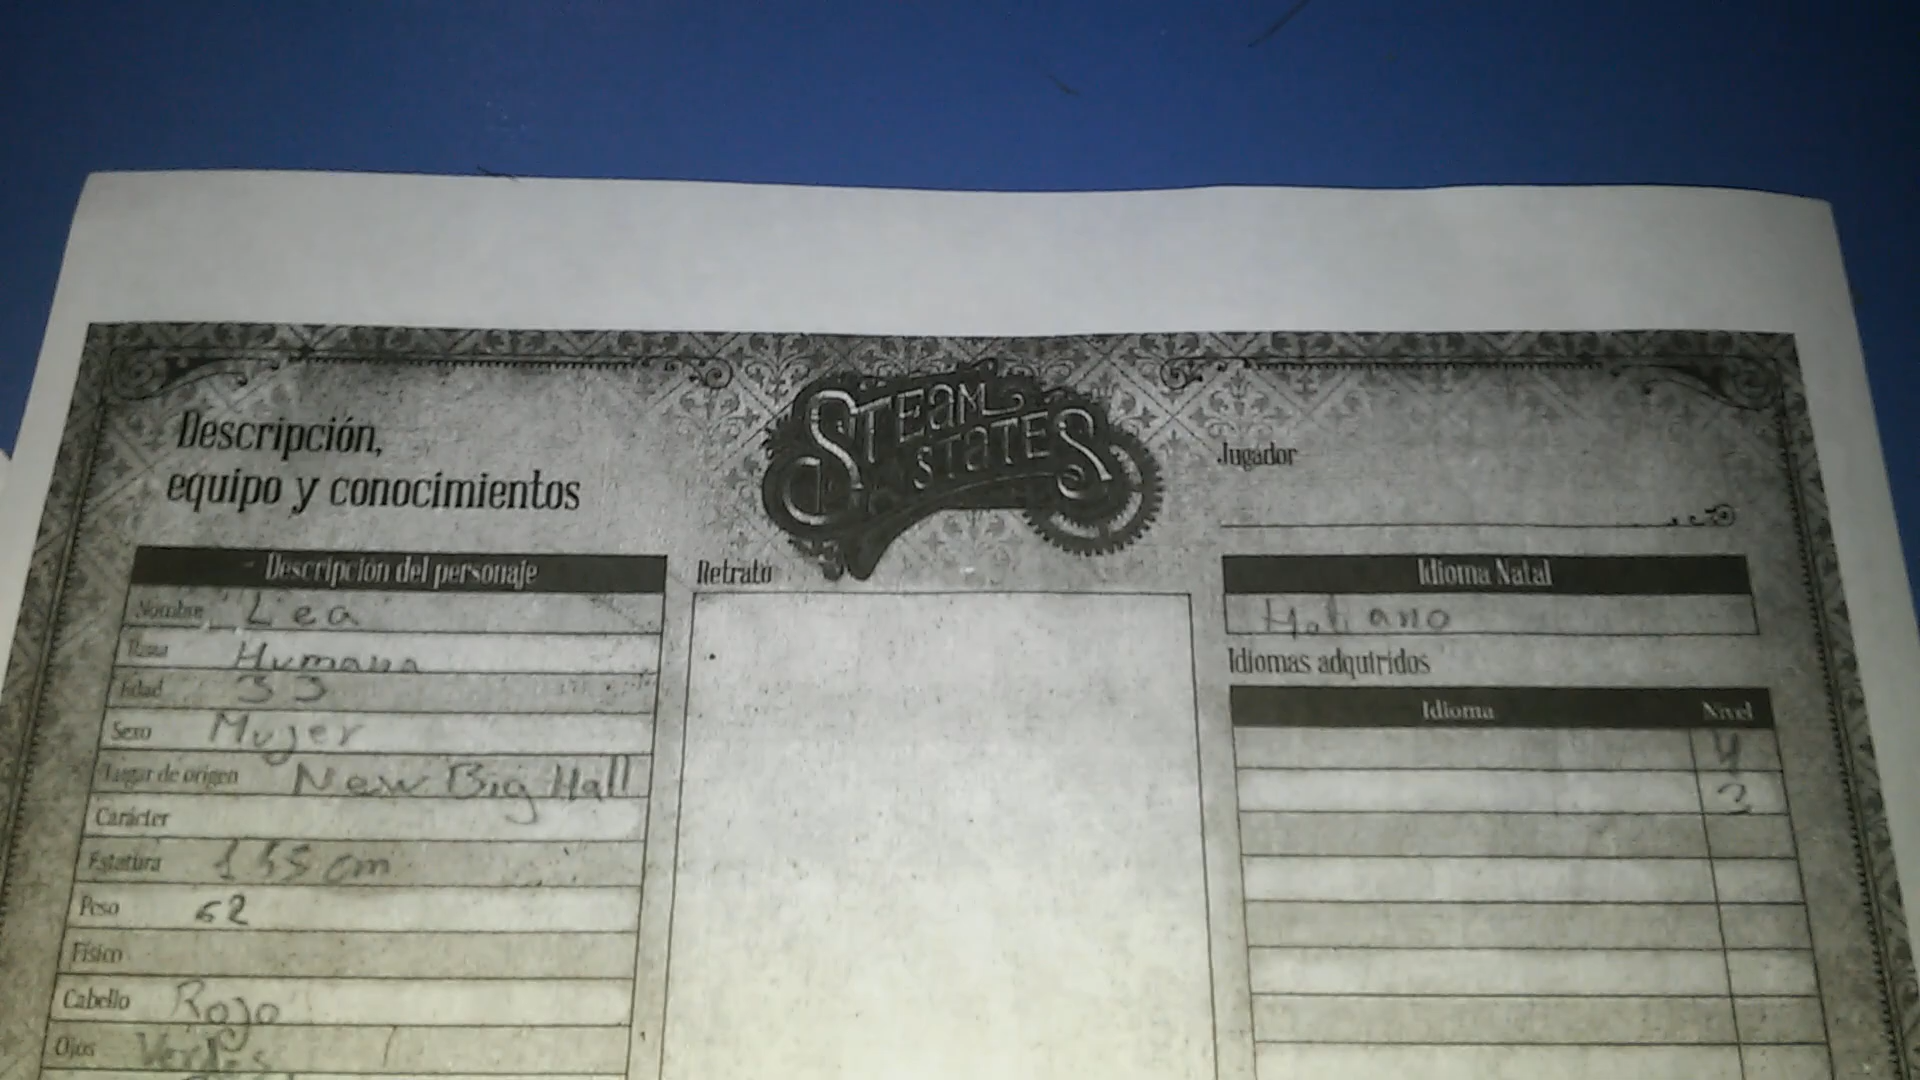 STEAM
STATES
Descripción,
equipo y conocimientos
Jugador
Descripción del personaje
Nombre Lea
Raza Humana
Edad 33
Sexo Mujer
Lugar de origen New Big Hall
Carácter
Estatura 155 cm
Peso 62
Físico
Cabello Rojo
Ojos Verdes
Retrato
Idioma Natal
Idiomas adquiridos
Idioma Nivel
4